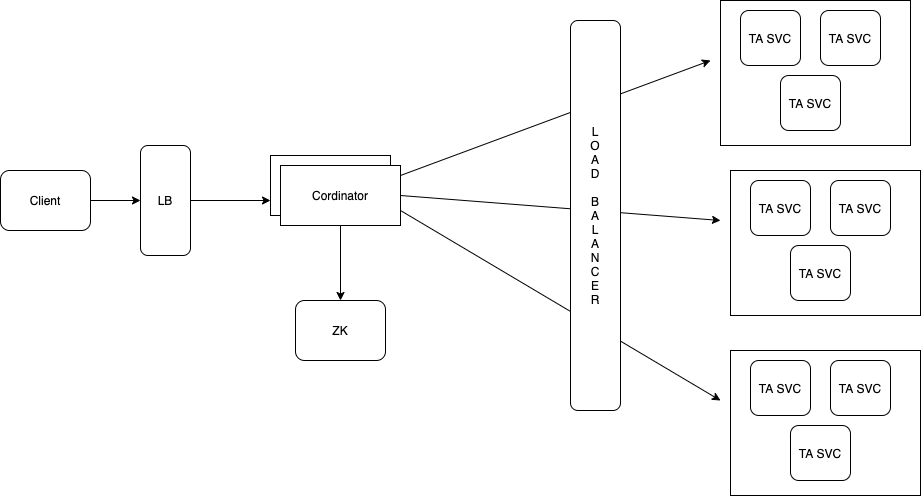 Client
LB
Cordinator
ZK
LOAD BALANCER
TA SVC
TA SVC
TA SVC
TA SVC
TA SVC
TA SVC
TA SVC
TA SVC
TA SVC